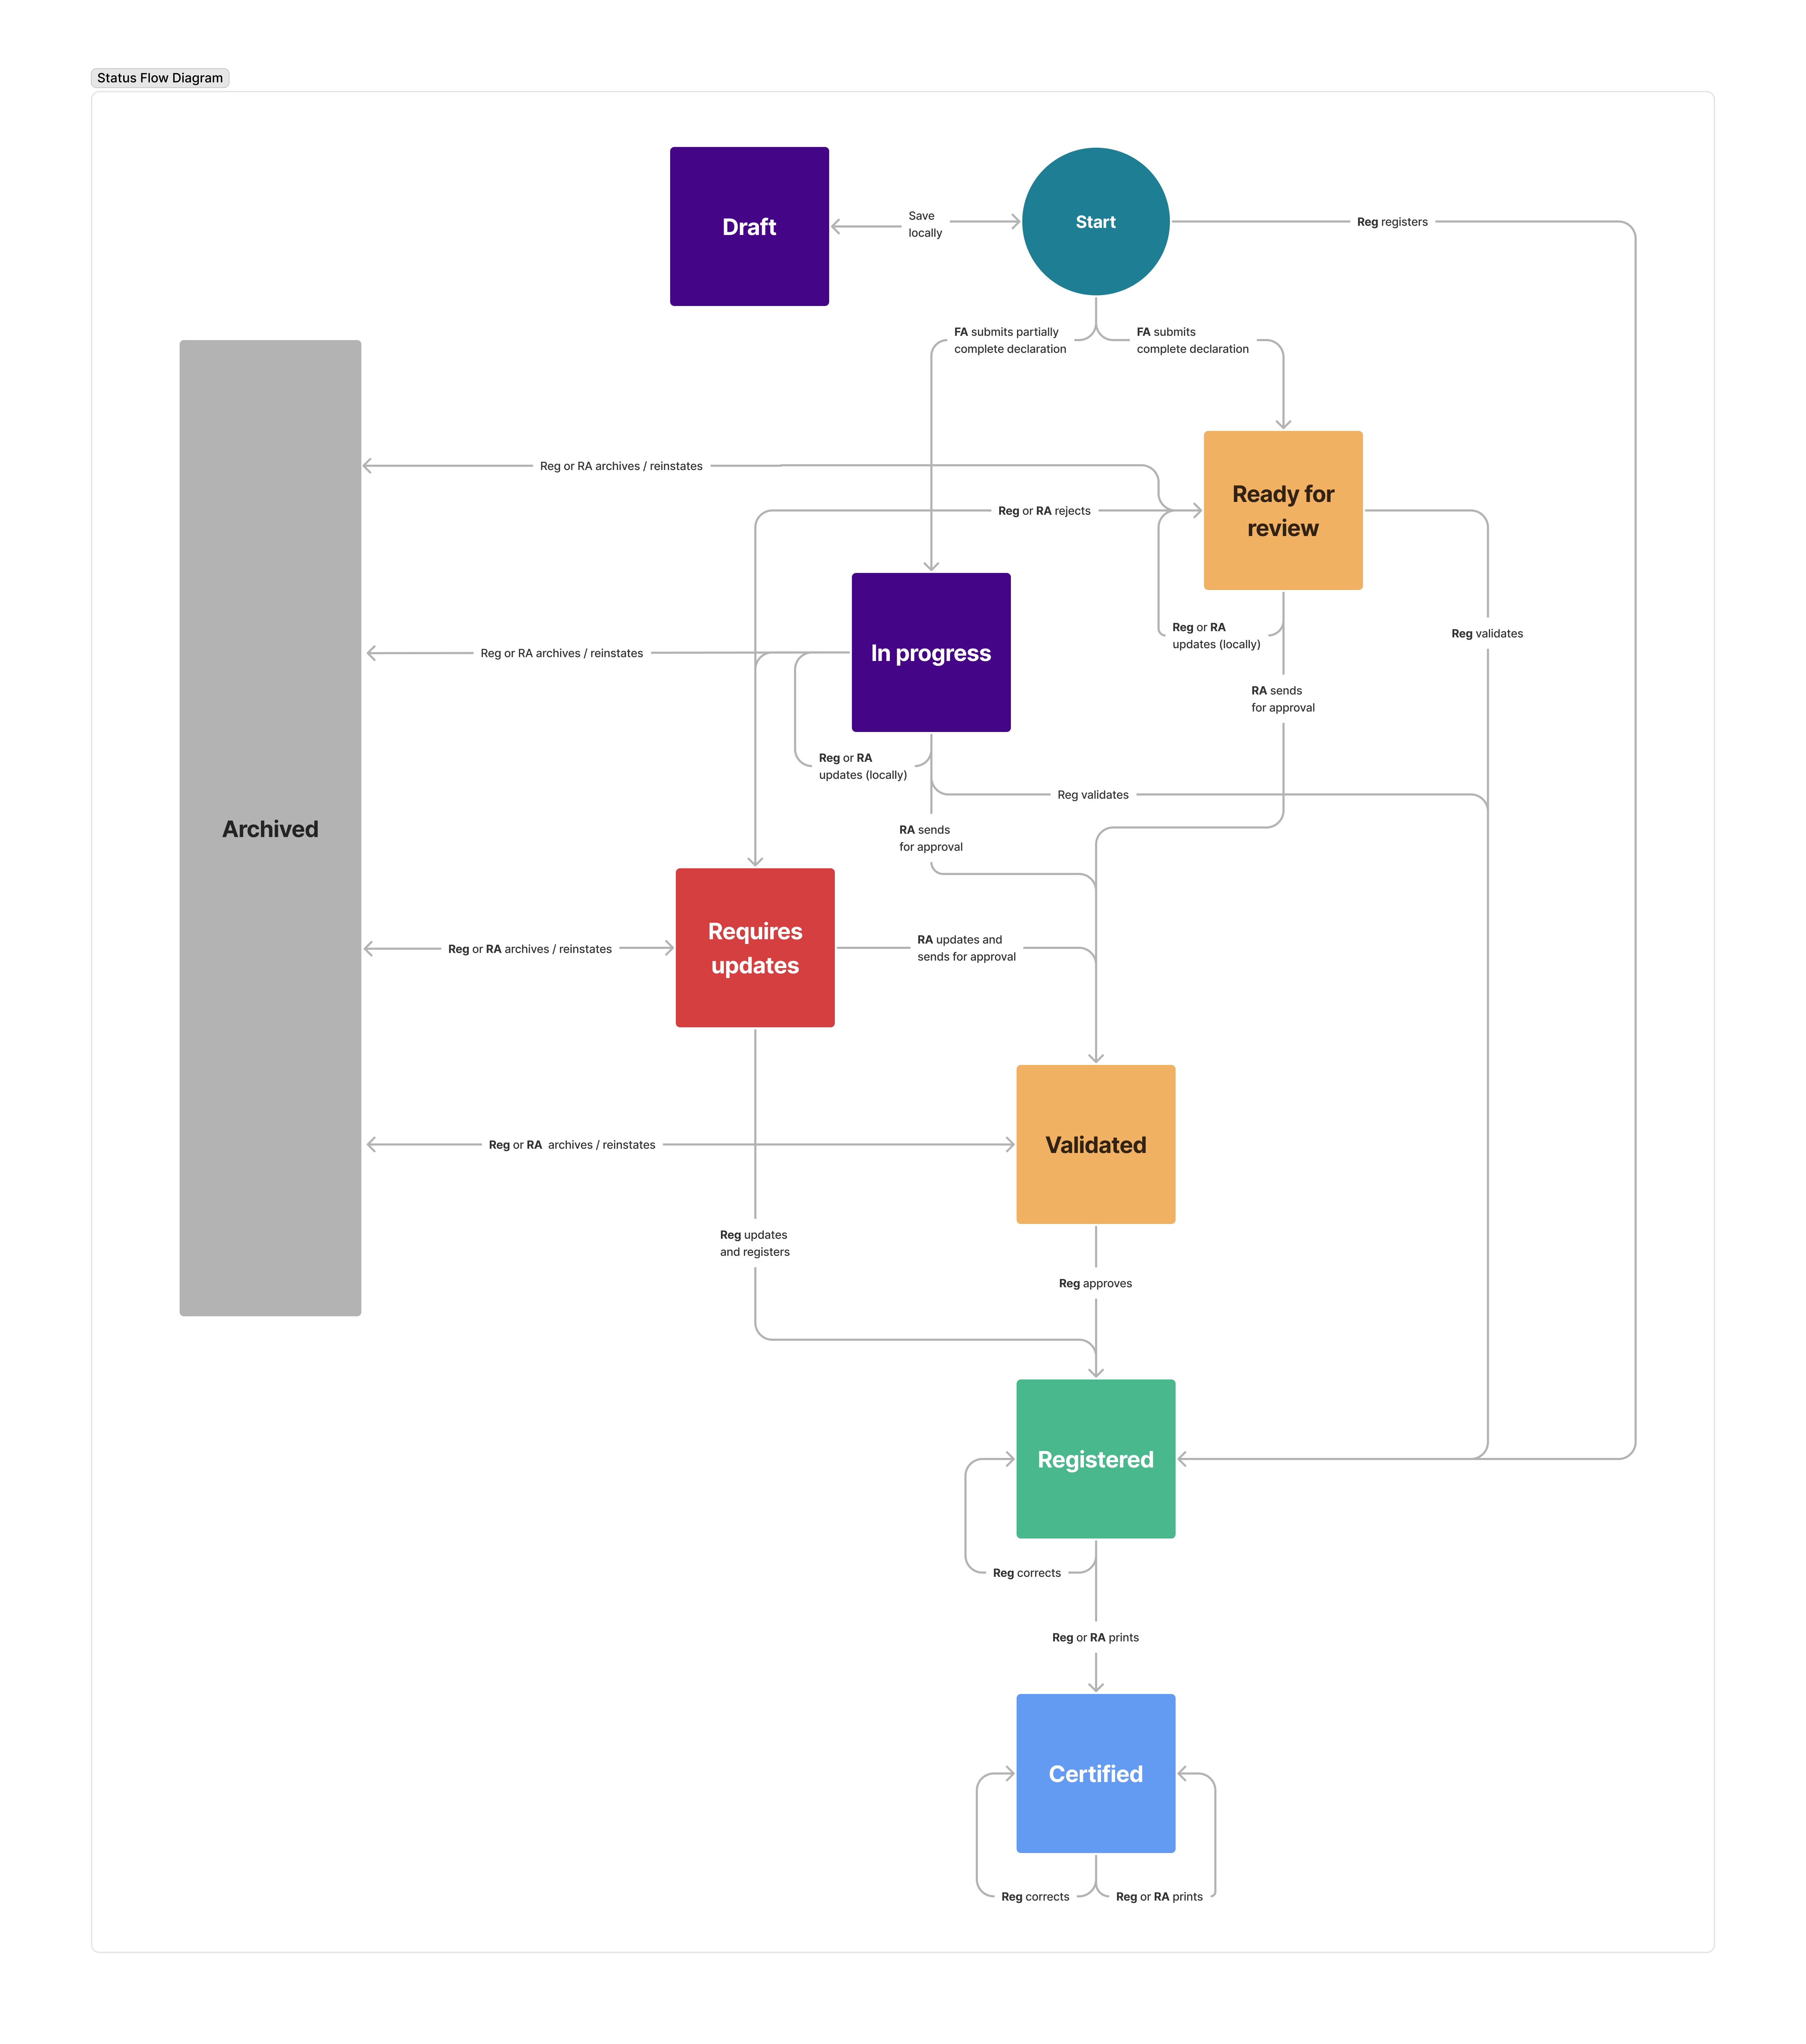 Status Flow Diagram
Draft
Save
locally
Start
Reg registers
FA submits partially
complete declaration
FA submits
complete declaration
Reg or RA archives / reinstates
Ready for
review
Reg or RA rejects
Reg or RA
updates (locally)
Reg validates
Reg or RA archives / reinstates
In progress
RA sends
for approval
Reg or RA
updates (locally)
Reg validates
Archived
RA sends
for approval
Requires
updates
Reg or RA archives / reinstates
RA updates and
sends for approval
Reg or RA archives / reinstates
Validated
Reg updates
and registers
Reg approves
Registered
Reg corrects
Reg or RA prints
Certified
Reg corrects
Reg or RA prints